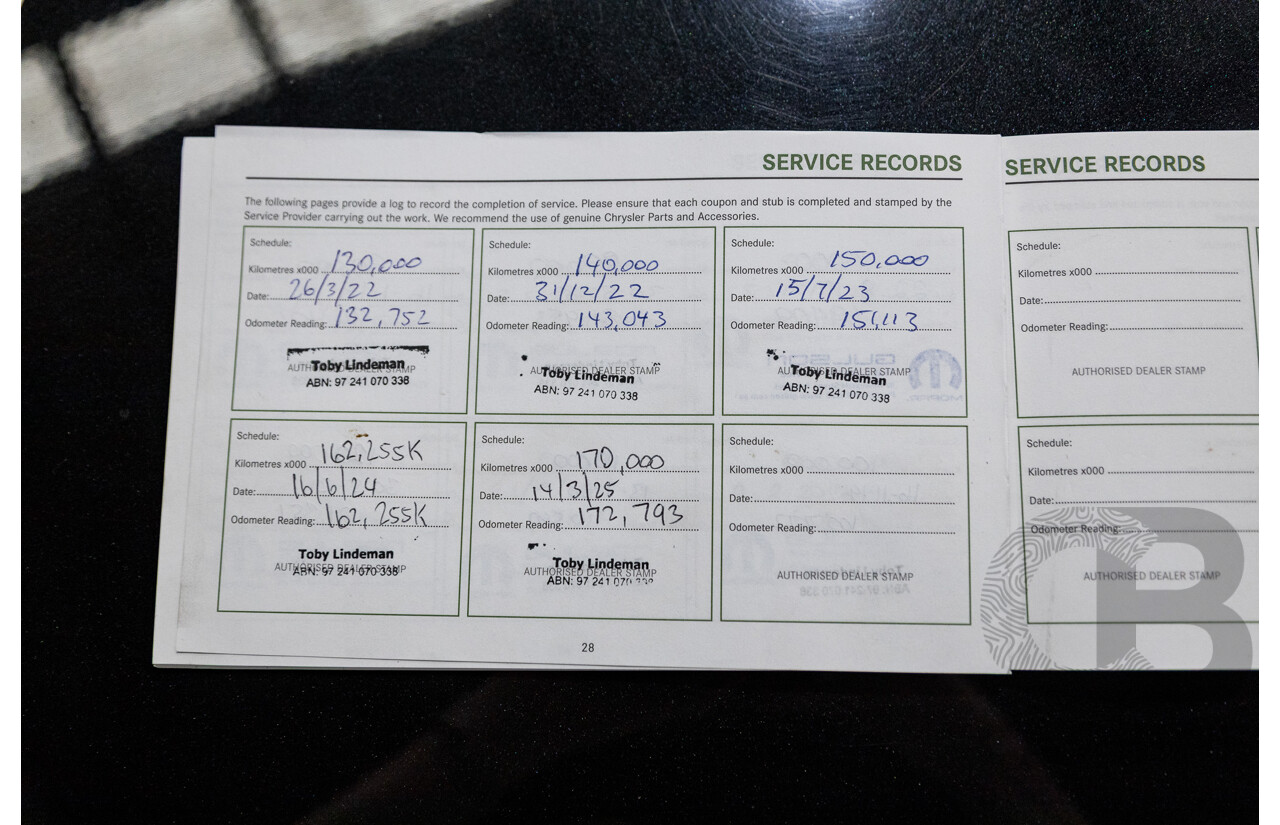 SERVICE RECORDS
The following pages provide a log to record the completion of service. Please ensure that each coupon and stub is completed and stamped by the
Service Provider carrying out the work. We recommend the use of genuine Chrysler Parts and Accessories.
Schedule:
Kilometres x000 130,000
Date: 26/3/22
Odometer Reading: 132,752
AUTHORISED DEALER STAMP
Toby Lindeman
ABN: 97 241 070 338
Schedule:
Kilometres x000 140,000
Date: 31/12/22
Odometer Reading: 143,043
AUTHORISED DEALER STAMP
Toby Lindeman
ABN: 97 241 070 338
Schedule:
Kilometres x000 150,000
Date: 15/7/23
Odometer Reading: 151,113
AUTHORISED DEALER STAMP
Toby Lindeman
ABN: 97 241 070 338
Schedule:
Kilometres x000 162,255K
Date: 16/6/24
Odometer Reading: 162,255K
Toby Lindeman
AUTHORISED DEALER STAMP
ABN: 97 241 070 338
Schedule:
Kilometres x000 170,000
Date: 14/3/25
Odometer Reading: 172,793
Toby Lindeman
AUTHORISED DEALER STAMP
ABN: 97 241 070 338
Schedule:
Kilometres x000
Date:
Odometer Reading:
AUTHORISED DEALER STAMP
28
SERVICE RECORDS
Schedule:
Kilometres x000
Date:
Odometer Reading:
AUTHORISED DEALER STAMP
Schedule:
Kilometres x000
Date:
Odometer Reading:
AUTHORISED DEALER STAMP
CB